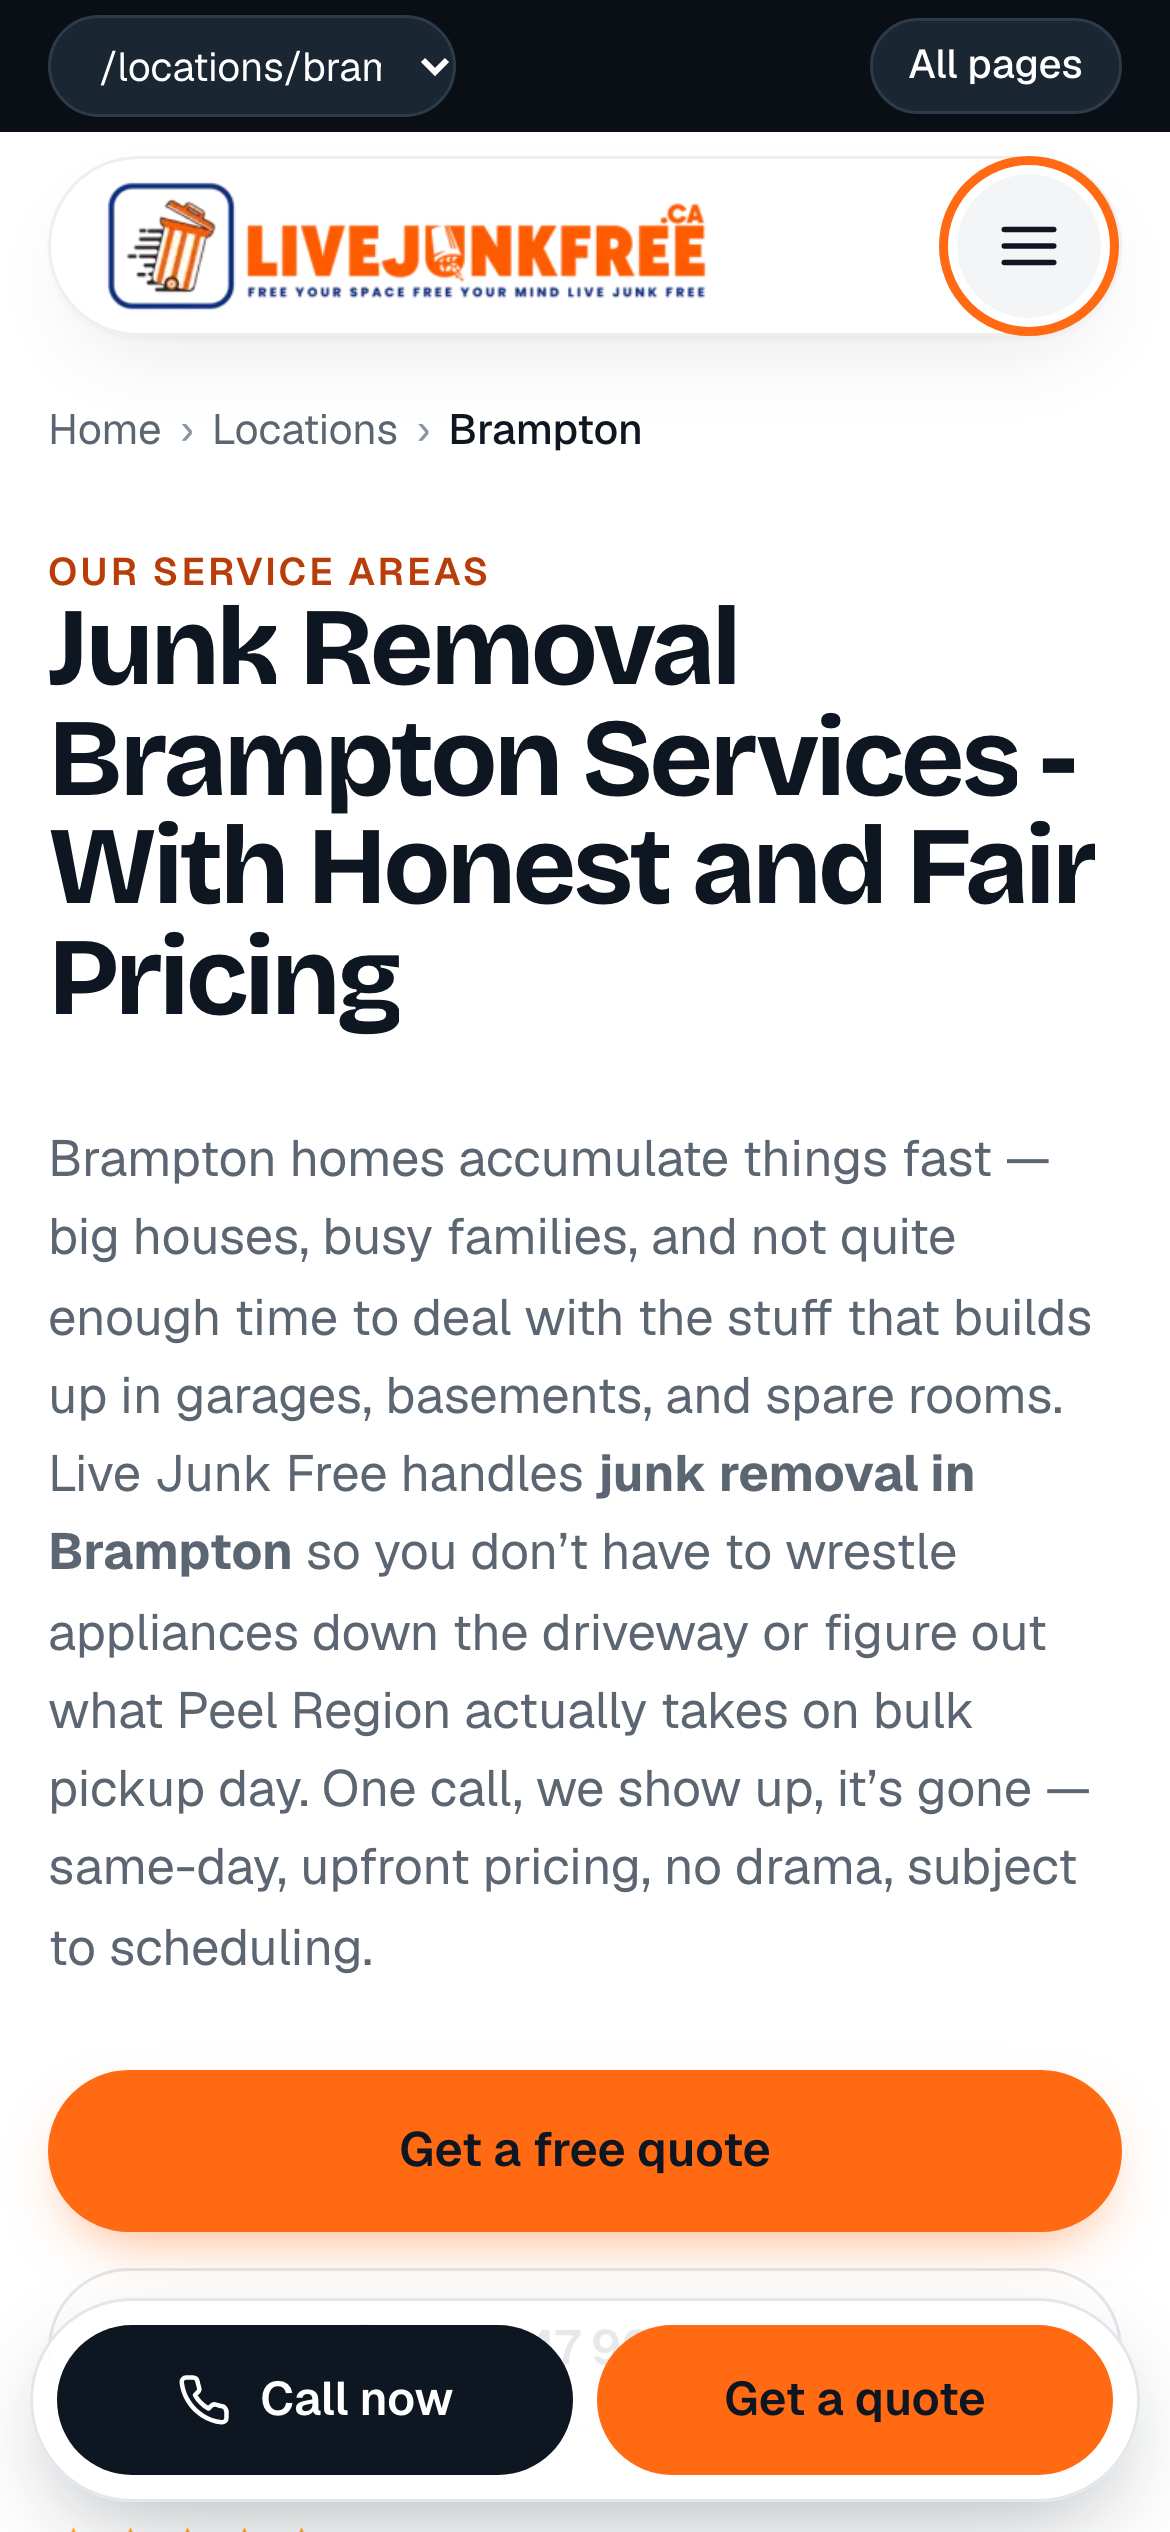 /locations/bran
All pages
LIVEJUNKFREE
.CA
FREE YOUR SPACE FREE YOUR MIND LIVE JUNK FREE
Home › Locations › Brampton
OUR SERVICE AREAS
Junk Removal
Brampton Services -
With Honest and Fair
Pricing
Brampton homes accumulate things fast —
big houses, busy families, and not quite
enough time to deal with the stuff that builds
up in garages, basements, and spare rooms.
Live Junk Free handles junk removal in
Brampton so you don’t have to wrestle
appliances down the driveway or figure out
what Peel Region actually takes on bulk
pickup day. One call, we show up, it’s gone —
same-day, upfront pricing, no drama, subject
to scheduling.
Get a free quote
Call now
Get a quote